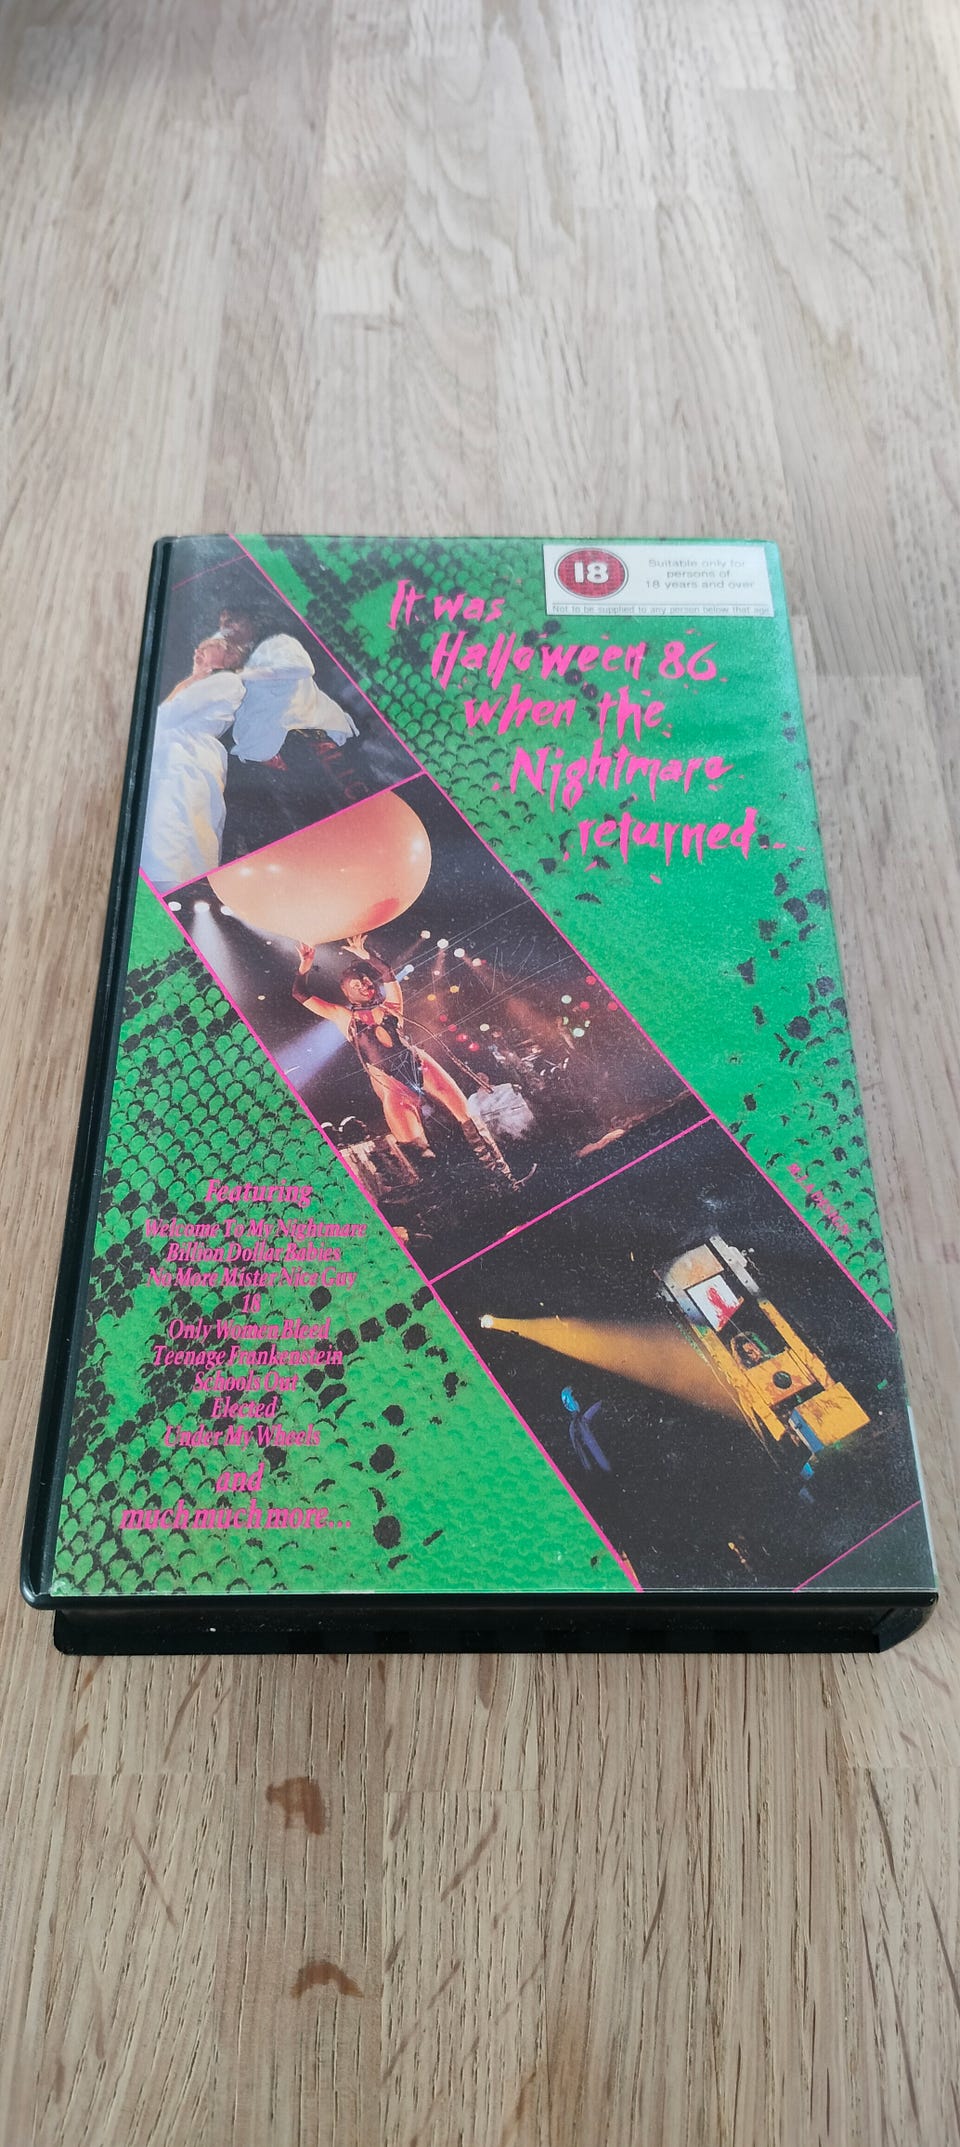 18
Suitable only for
persons of
18 years and over
Not to be supplied to any person below that age
It was
Halloween 86
when the
Nightmare
returned...
Featuring
Welcome To My Nightmare
Billion Dollar Babies
No More Mister Nice Guy
18
Only Women Bleed
Teenage Frankenstein
Schools Out
Elected
Under My Wheels
and
much much more...